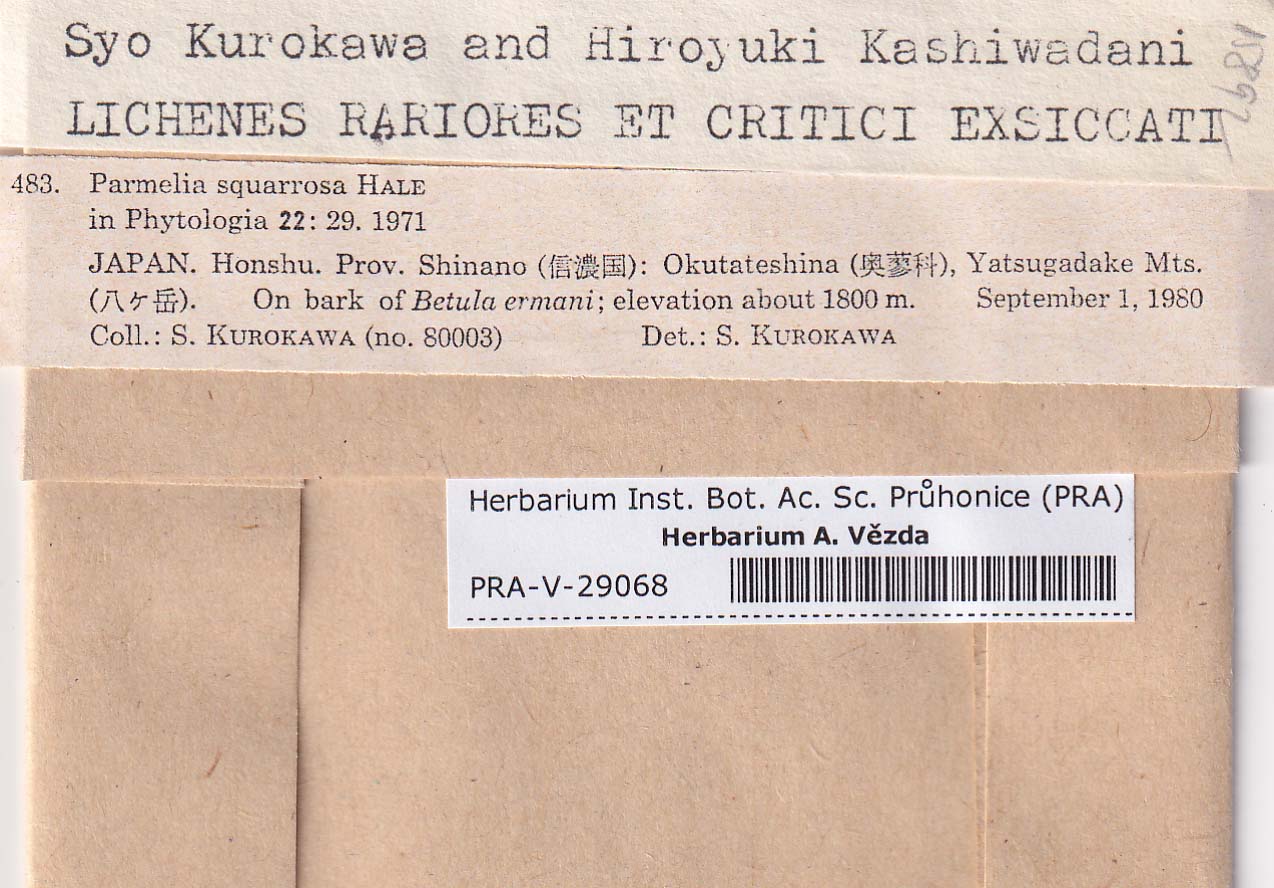 Syo Kurokawa and Hiroyuki Kashiwadani
LICHENES RARIORES ET CRITICI EXSICCATI
483. Parmelia squarrosa HALE
in Phytologia 22: 29. 1971
JAPAN. Honshu. Prov. Shinano (信濃国): Okutateshina (奥蓼科), Yatsugadake Mts.
(八ヶ岳). On bark of Betula ermani; elevation about 1800 m. September 1, 1980
Coll.: S. KUROKAWA (no. 80003) Det.: S. KUROKAWA
Herbarium Inst. Bot. Ac. Sc. Průhonice (PRA)
Herbarium A. Vězda
PRA-V-29068